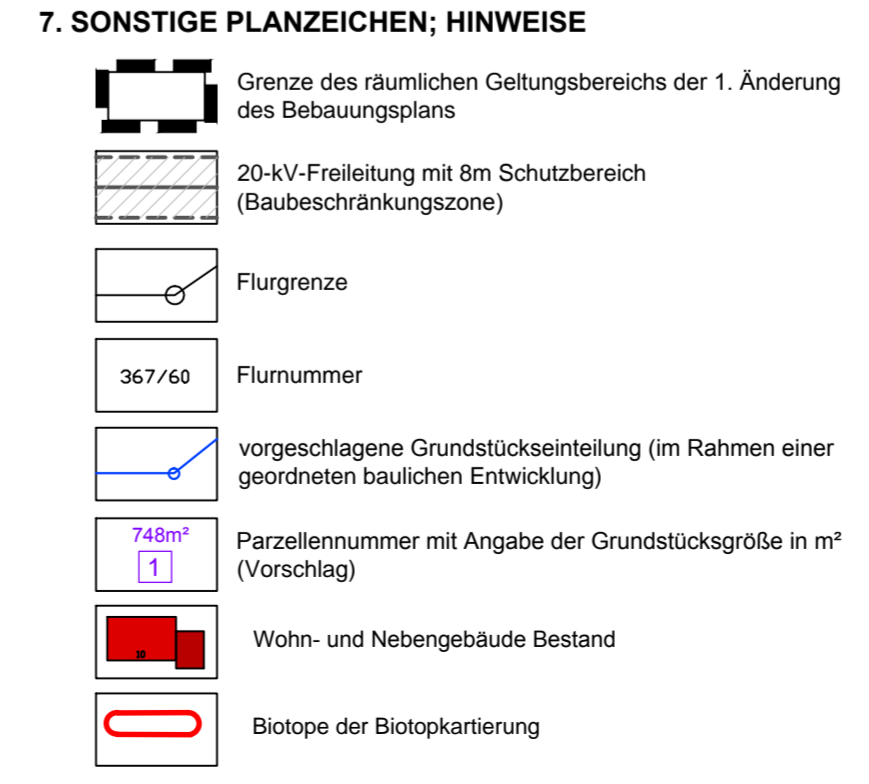 7. SONSTIGE PLANZEICHEN; HINWEISE
Grenze des räumlichen Geltungsbereichs der 1. Änderung
des Bebauungsplans
20-kV-Freileitung mit 8m Schutzbereich
(Baubeschränkungszone)
Flurgrenze
367/60
Flurnummer
vorgeschlagene Grundstückseinteilung (im Rahmen einer
geordneten baulichen Entwicklung)
748m²
1
Parzellennummer mit Angabe der Grundstücksgröße in m²
(Vorschlag)
10
Wohn- und Nebengebäude Bestand
Biotope der Biotopkartierung